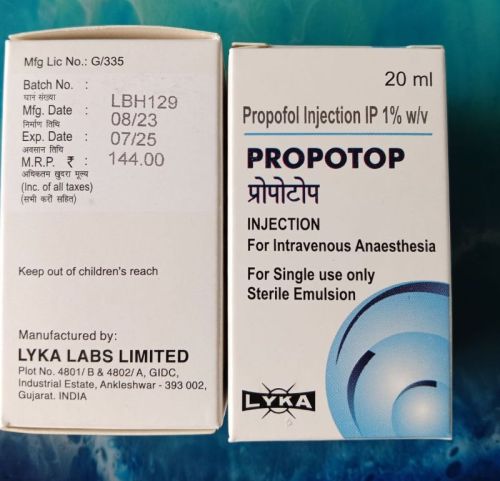 Mfg Lic No.: G/335
Batch No. :
घान संख्या
LBH129
Mfg. Date : 08/23
निर्माण तिथि
Exp. Date : 07/25
अवसान तिथि
M.R.P. ₹ : 144.00
अधिकतम खुदरा मूल्य
(Inc. of all taxes)
(सभी करों सहित)
Keep out of children's reach
Manufactured by:
LYKA LABS LIMITED
Plot No. 4801/ B & 4802/ A, GIDC,
Industrial Estate, Ankleshwar - 393 002,
Gujarat. INDIA
20 ml
Propofol Injection IP 1% w/v
PROPOTOP
प्रोपोटोप
INJECTION
For Intravenous Anaesthesia
For Single use only
Sterile Emulsion
LYKA